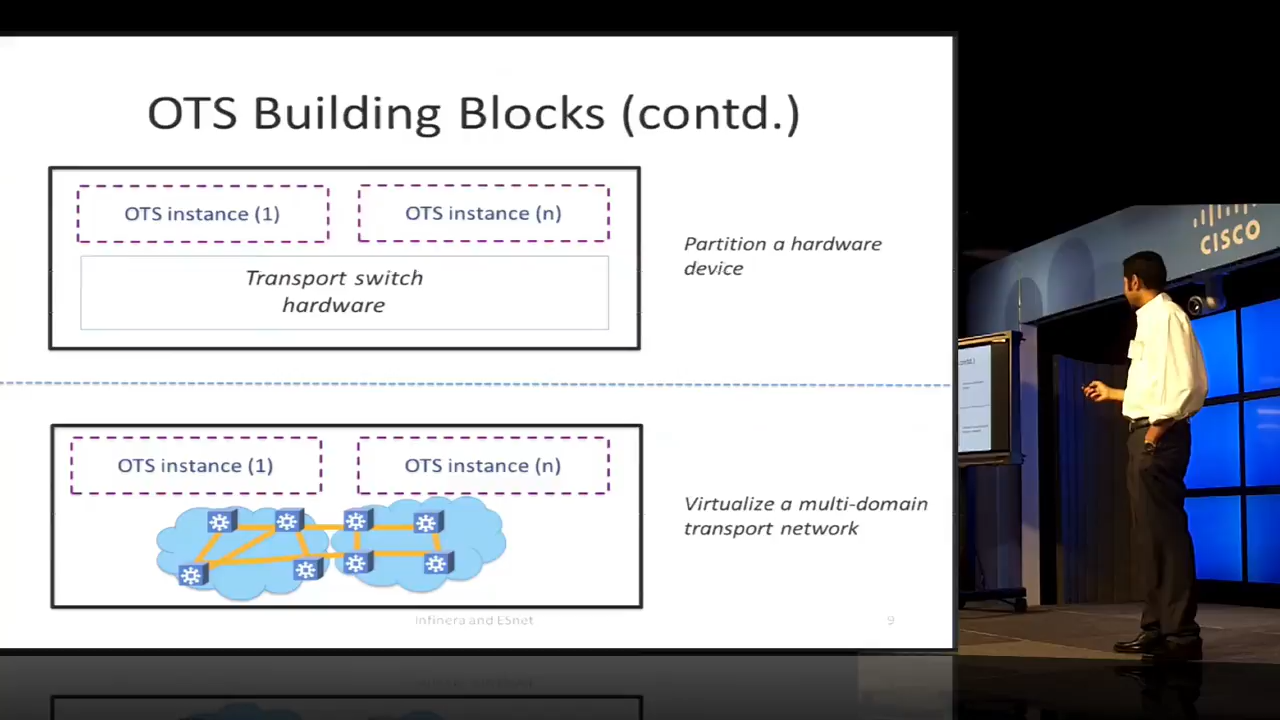 OTS Building Blocks (contd.)
OTS instance (1)
OTS instance (n)
Transport switch
hardware
Partition a hardware
device
OTS instance (1)
OTS instance (n)
Virtualize a multi-domain
transport network
Infinera and ESnet
9
CISCO